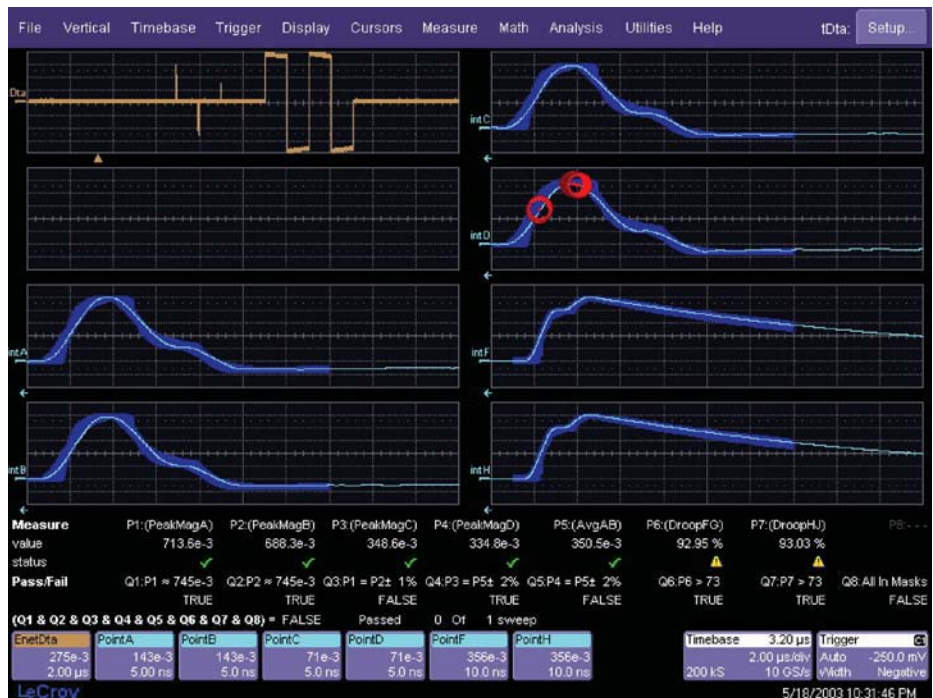 File Vertical Timebase Trigger Display Cursors Measure Math Analysis Utilities Help tDta: Setup...
Dta
intC
intD
intA
intF
intB
intH
Measure P1:(PeakMagA) P2:(PeakMagB) P3:(PeakMagC) P4:(PeakMagD) P5:(AvgAB) P6:(DroopFG) P7:(DroopHJ) P8:---
value 713.6e-3 688.3e-3 348.6e-3 334.8e-3 350.5e-3 92.95 % 93.03 %
status
Pass/Fail Q1:P1 ≈ 745e-3 Q2:P2 ≈ 745e-3 Q3:P1 = P2± 1% Q4:P3 = P5± 2% Q5:P4 = P5± 2% Q6:P6 > 73 Q7:P7 > 73 Q8:All In Masks
TRUE TRUE FALSE TRUE TRUE TRUE FALSE
(Q1 & Q2 & Q3 & Q4 & Q5 & Q6 & Q7 & Q8) = FALSE Passed 0 Of 1 sweep
EnetDta PointA PointB PointC PointD PointF PointH Timebase 3.20 µs Trigger C1
275e-3 143e-3 143e-3 71e-3 71e-3 356e-3 356e-3 2.00 µs/div Auto -250.0 mV
2.00 µs 5.00 ns 5.0 ns 5.0 ns 5.0 ns 10.0 ns 10.0 ns 200 kS 10 GS/s Width Negative
LeCroy 5/18/2003 10:31:46 PM